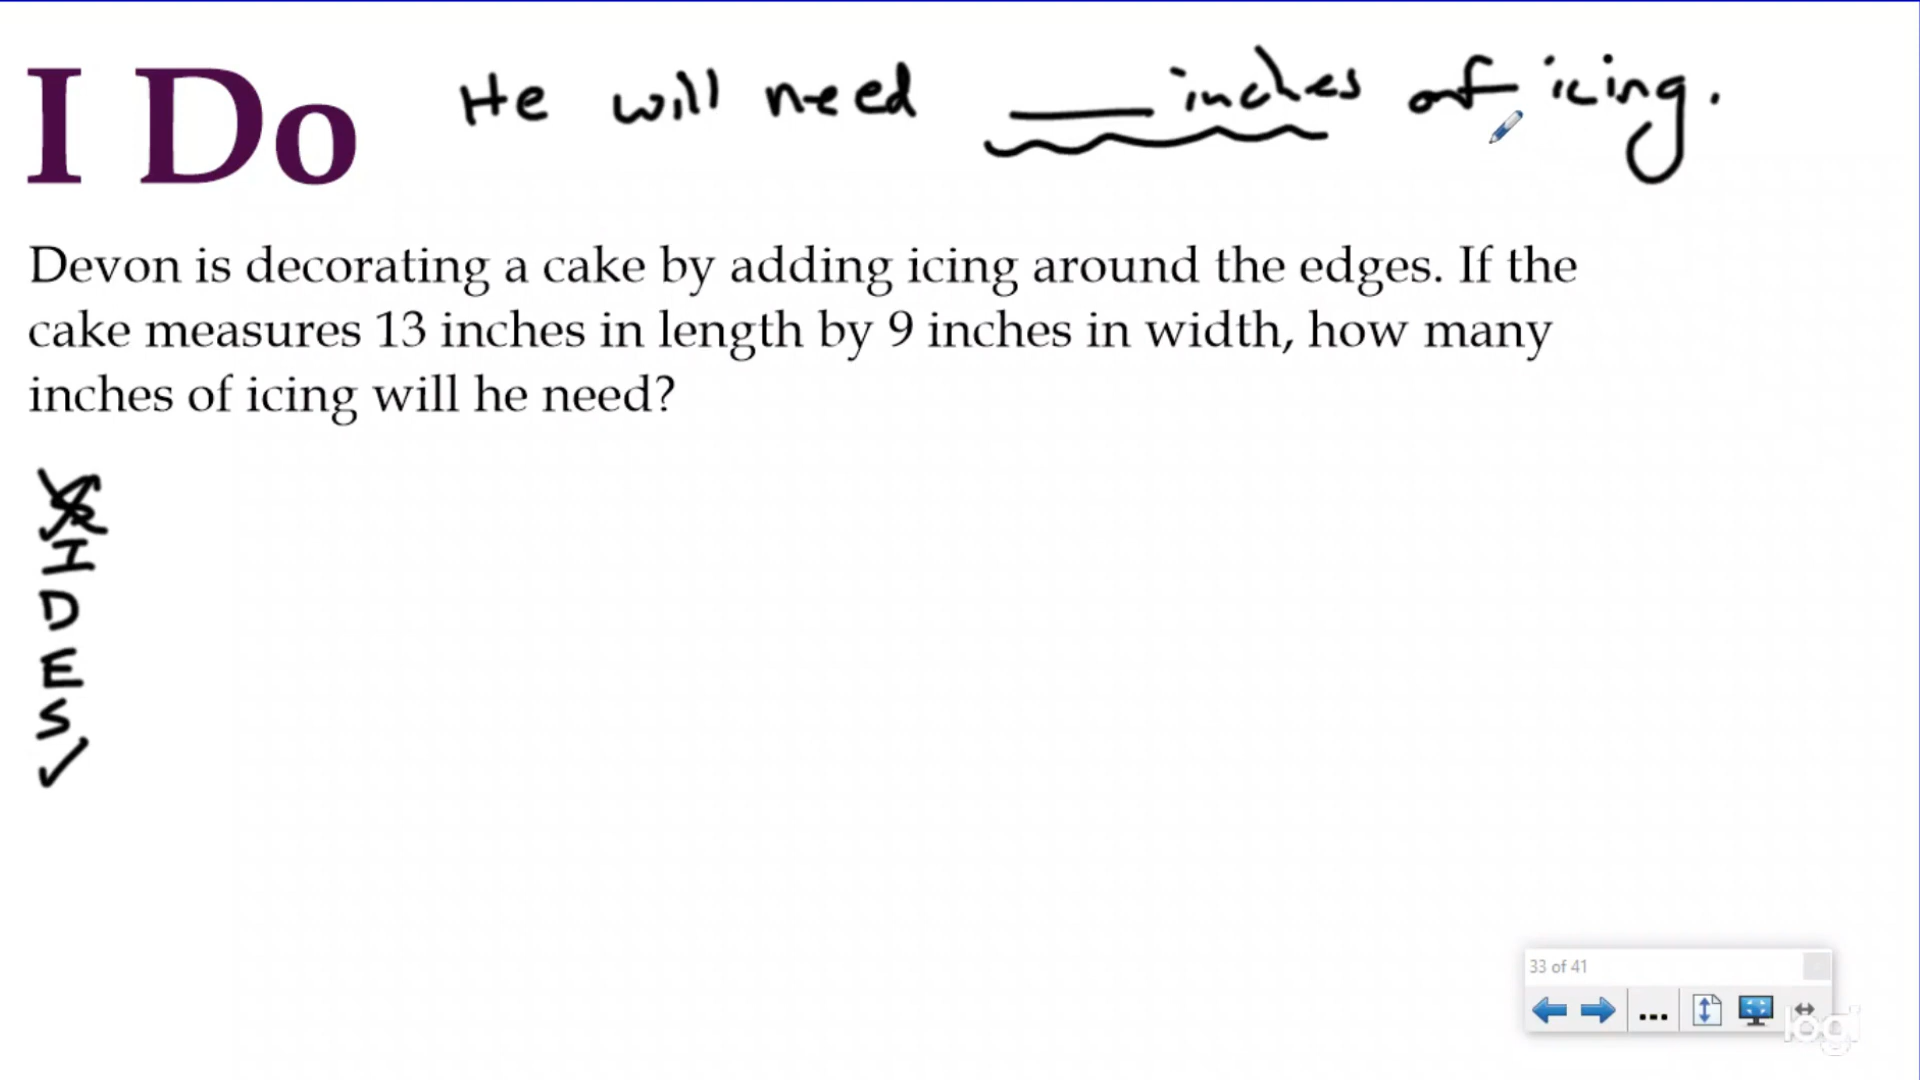 I Do
He will need ___ inches of icing.
Devon is decorating a cake by adding icing around the edges. If the
cake measures 13 inches in length by 9 inches in width, how many
inches of icing will he need?
I
D
E
S
✓
33 of 41
...
logi